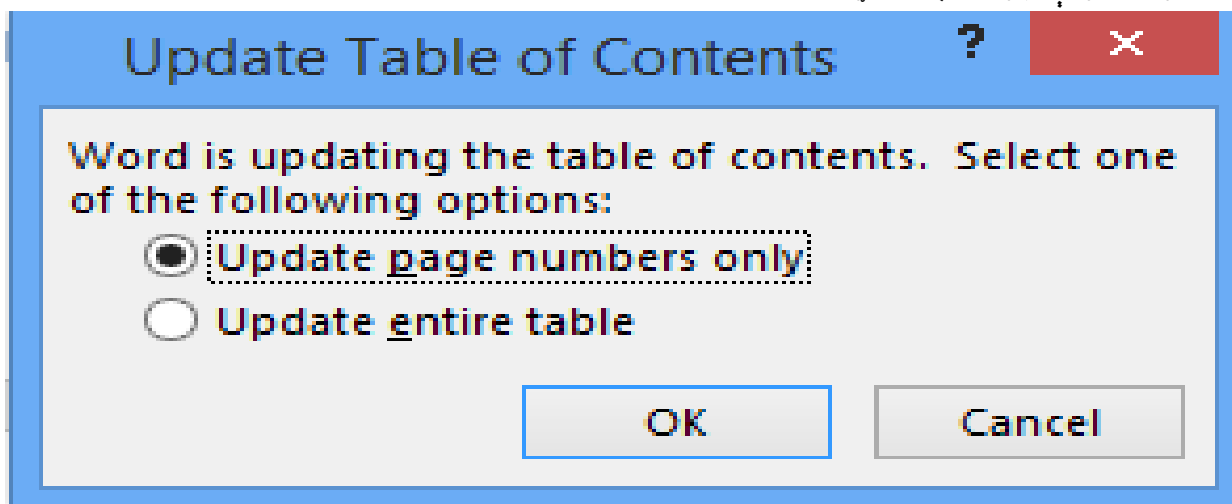 Update Table of Contents ?
Word is updating the table of contents. Select one
of the following options:
Update page numbers only
Update entire table
OK Cancel